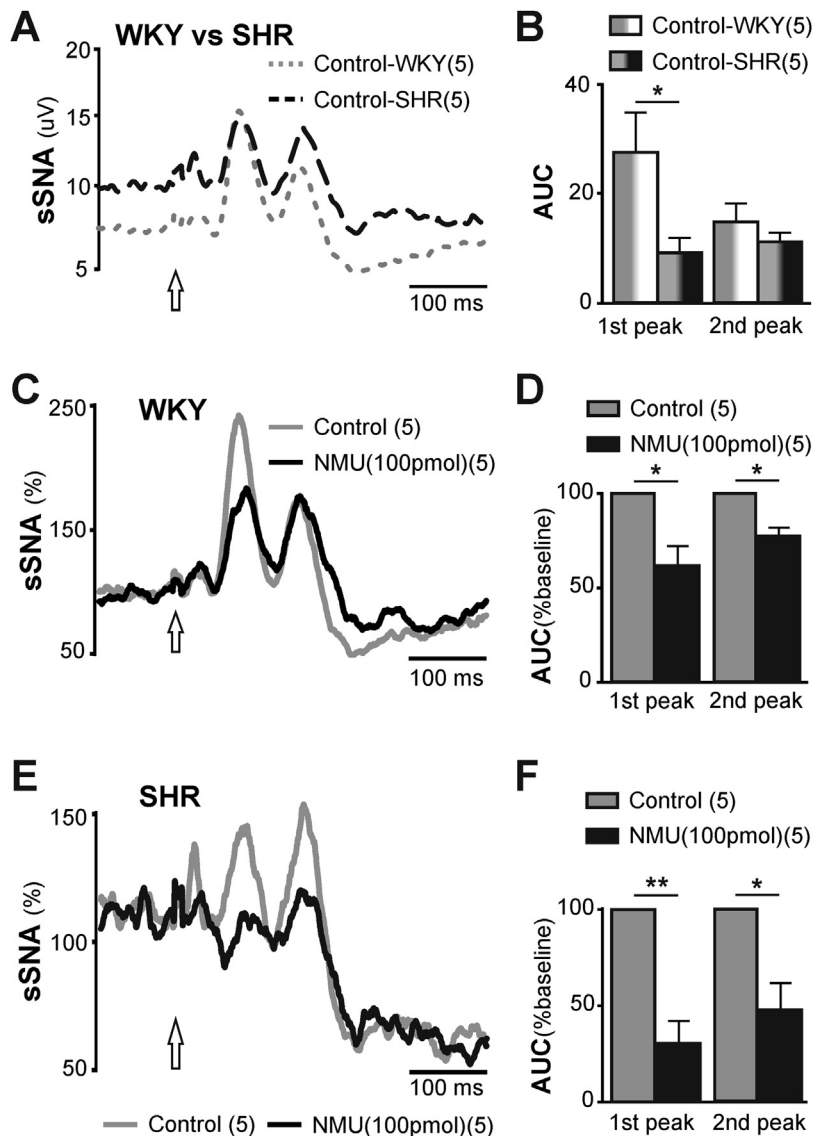 A
WKY vs SHR
Control-WKY(5)
Control-SHR(5)
sSNA (uV)
20
15
10
5
100 ms
B
Control-WKY(5)
Control-SHR(5)
*
AUC
40
20
0
1st peak 2nd peak
C
WKY
Control (5)
NMU(100pmol)(5)
sSNA (%)
250
150
50
100 ms
D
Control (5)
NMU(100pmol)(5)
* *
AUC(%baseline)
100
50
0
1st peak 2nd peak
E
SHR
sSNA (%)
150
100
50
100 ms
Control (5) NMU(100pmol)(5)
F
Control (5)
NMU(100pmol)(5)
** *
AUC(%baseline)
100
50
0
1st peak 2nd peak